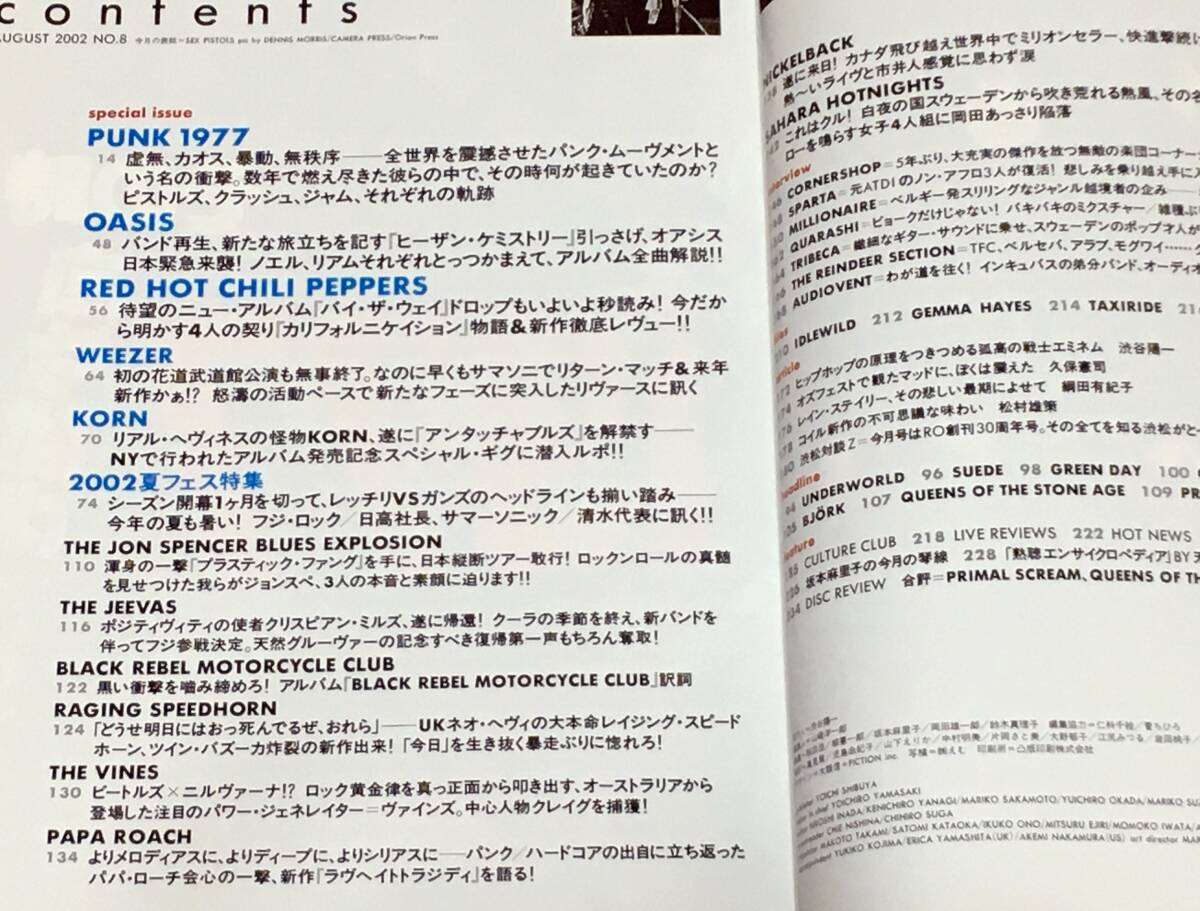 contents
AUGUST 2002 NO.8 今月の表紙=SEX PISTOLS pic by DENNIS MORRIS/CAMERA PRESS/Orion Press
special issue
PUNK 1977
14 虚無、カオス、暴動、無秩序——全世界を震撼させたパンク・ムーヴメントと
いう名の衝撃。数年で燃え尽きた彼らの中で、その時何が起きていたのか?
ピストルズ、クラッシュ、ジャム、それぞれの軌跡
OASIS
48 バンド再生、新たな旅立ちを記す『ヒーザン・ケミストリー』引っさげ、オアシス
日本緊急来襲! ノエル、リアムそれぞれとっつかまえて、アルバム全曲解説!!
RED HOT CHILI PEPPERS
56 待望のニュー・アルバム『バイ・ザ・ウェイ』ドロップもいよいよ秒読み! 今だか
ら明かす4人の契り『カリフォルニケイション』物語&新作徹底レヴュー!!
WEEZER
64 初の花道武道館公演も無事終了。なのに早くもサマソニでリターン・マッチ&来年
新作かぁ!? 怒濤の活動ペースで新たなフェーズに突入したリヴァースに訊く
KORN
70 リアル・ヘヴィネスの怪物KORN、遂に『アンタッチャブルズ』を解禁す——
NYで行われたアルバム発売記念スペシャル・ギグに潜入ルポ!!
2002夏フェス特集
74 シーズン開幕1ヶ月を切って、レッチリVSガンズのヘッドラインも揃い踏み——
今年の夏も暑い! フジ・ロック/日高社長、サマーソニック/清水代表に訊く!!
THE JON SPENCER BLUES EXPLOSION
110 渾身の一撃『プラスティック・ファング』を手に、日本縦断ツアー敢行! ロックンロールの真髄
を見せつけた我らがジョンスペ、3人の本音と素顔に迫ります!!
THE JEEVAS
116 ポジティヴィティの使者クリスピアン・ミルズ、遂に帰還! クーラの季節を終え、新バンドを
伴ってフジ参戦決定。天然グルーヴァーの記念すべき復帰第一声もちろん奪取!
BLACK REBEL MOTORCYCLE CLUB
122 黒い衝撃を噛み締めろ! アルバム『BLACK REBEL MOTORCYCLE CLUB』訳詞
RAGING SPEEDHORN
124 「どうせ明日にはおっ死んでるぜ、おれら」——UKネオ・ヘヴィの大本命レイジング・スピード
ホーン、ツイン・バズーカ炸裂の新作出来! 「今日」を生き抜く暴走ぶりに惚れろ!
THE VINES
130 ビートルズ×ニルヴァーナ!? ロック黄金律を真っ正面から叩き出す、オーストラリアから
登場した注目のパワー・ジェネレイター=ヴァインズ。中心人物クレイグを捕獲!
PAPA ROACH
134 よりメロディアスに、よりディープに、よりシリアスに——パンク/ハードコアの出自に立ち返った
パパ・ローチ会心の一撃、新作『ラヴヘイトトラジディ』を語る!
NICKELBACK
遂に来日! カナダ飛び越え世界中でミリオンセラー、快進撃続け
熱〜いライヴと市井人感覚に思わず涙
SAHARA HOTNIGHTS
これはクル! 白夜の国スウェーデンから吹き荒れる熱風、その名
ローを鳴らす女子4人組に岡田あっさり陥落
interview
CORNERSHOP=5年ぶり、大充実の傑作を放つ無敵の楽団コーナー
SPARTA=元ATDIのノン・アフロ3人が復活! 悲しみを乗り越え手に入
MILLIONAIRE=ベルギー発スリリングなジャンル越境者の企み
QUARASHI=ビョークだけじゃない! バキバキのミクスチャー/雑種ぶり
TRIBECA=繊細なギター・サウンドに乗せ、スウェーデンのポップ才人が
THE REINDEER SECTION=TFC、ベルセバ、アラブ、モグワイ……
AUDIOVENT=わが道を往く! インキュバスの弟分バンド、オーディオ
IDLEWILD 212 GEMMA HAYES 214 TAXIRIDE
article
ヒップホップの原理をつきつめる孤高の戦士エミネム 渋谷陽一
オズフェストで観たマッドに、ぼくは震えた 久保憲司
レイン・ステイリー、その悲しい最期によせて 綱田有紀子
コイル新作の不可思議な味わい 松村雄策
渋松対談Z=今月号はRO創刊30周年号。その全てを知る渋松がと
headline
94 UNDERWORLD 96 SUEDE 98 GREEN DAY 100
BJÖRK 107 QUEENS OF THE STONE AGE 109
feature
CULTURE CLUB 218 LIVE REVIEWS 222 HOT NEWS
坂本麻里子の今月の琴線 228 「熟聴エンサイクロペディア」BY
234 DISC REVIEW 合評=PRIMAL SCREAM、QUEENS OF
YOICHI SHIBUYA
YOICHIRO YAMASAKI
HIROSHI INADA/KENICHIRO YANAGI/MARIKO SAKAMOTO/YUICHIRO OKADA/MARIKO
CHIE NISHINA/CHIHIRO SUGA
MAKOTO TAKAMI/SATOMI KATAOKA/IKUKO ONO/MITSURU EJIRI/MOMOKO IWATA
YUKIKO KOJIMA/ERICA YAMASHITA(UK)/AKEMI NAKAMURA(US) art director